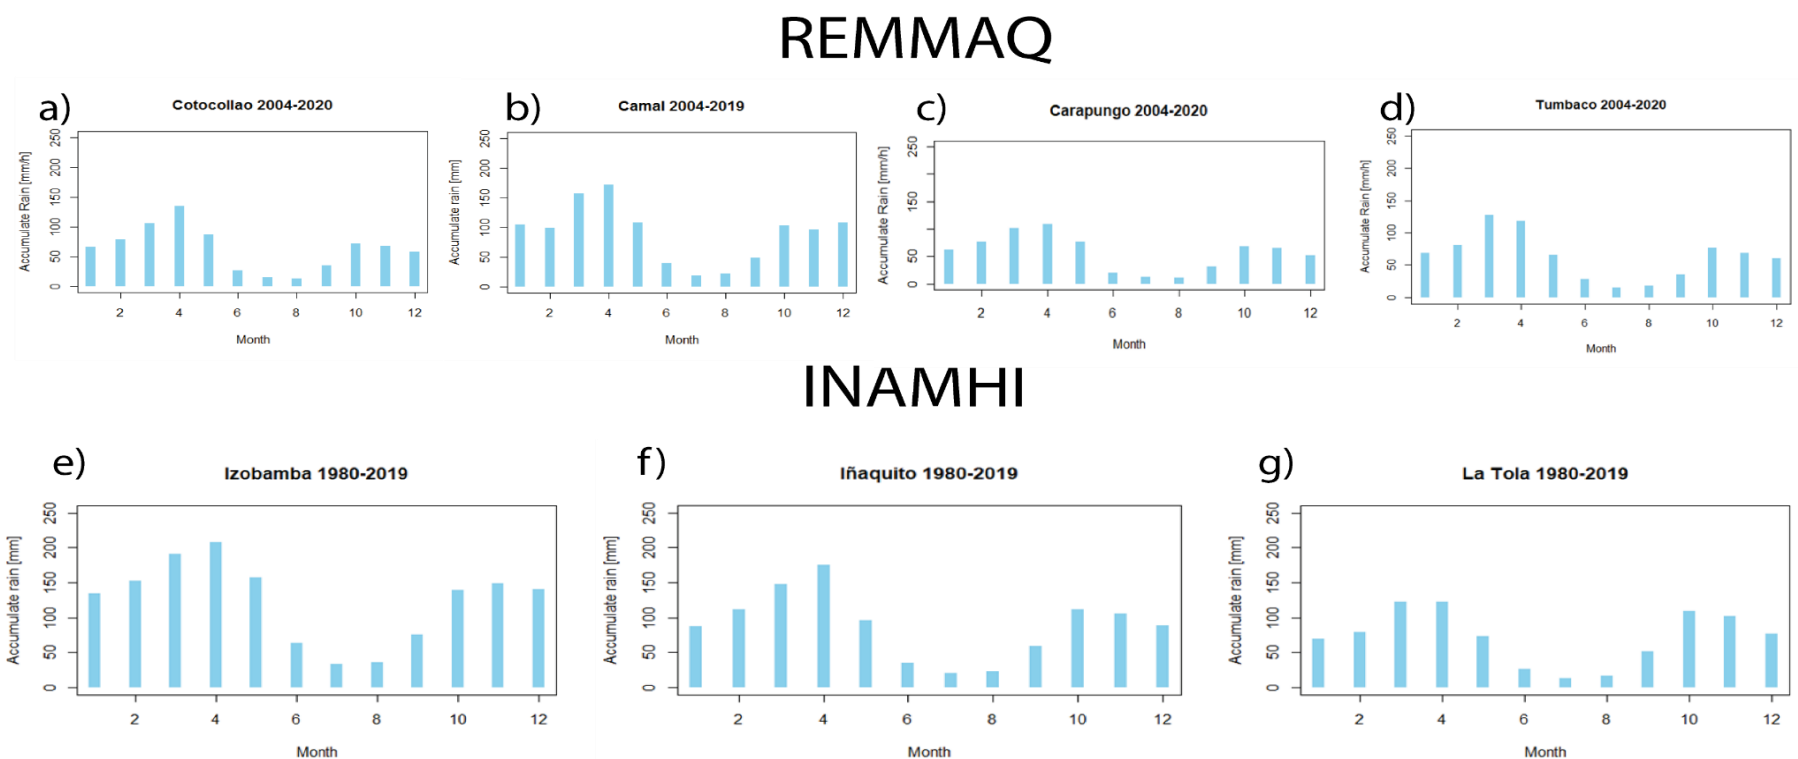 REMMAQ
a)
Cotocollao 2004-2020
Accumulate Rain [mm/h]
250
200
150
100
50
0
2 4 6 8 10 12
Month
b)
Camal 2004-2019
Accumulate rain [mm]
250
200
150
100
50
0
2 4 6 8 10 12
Month
c)
Carapungo 2004-2020
Accumulate Rain [mm/h]
250
150
50
0
2 4 6 8 10 12
Month
d)
Tumbaco 2004-2020
Accumulate Rain [mm/h]
250
200
150
100
50
0
2 4 6 8 10 12
Month
INAMHI
e)
Izobamba 1980-2019
Accumulate rain [mm]
250
200
150
100
50
0
2 4 6 8 10 12
Month
f)
Iñaquito 1980-2019
Accumulate rain [mm]
250
200
150
100
50
0
2 4 6 8 10 12
Month
g)
La Tola 1980-2019
Accumulate rain [mm]
250
200
150
100
50
0
2 4 6 8 10 12
Month